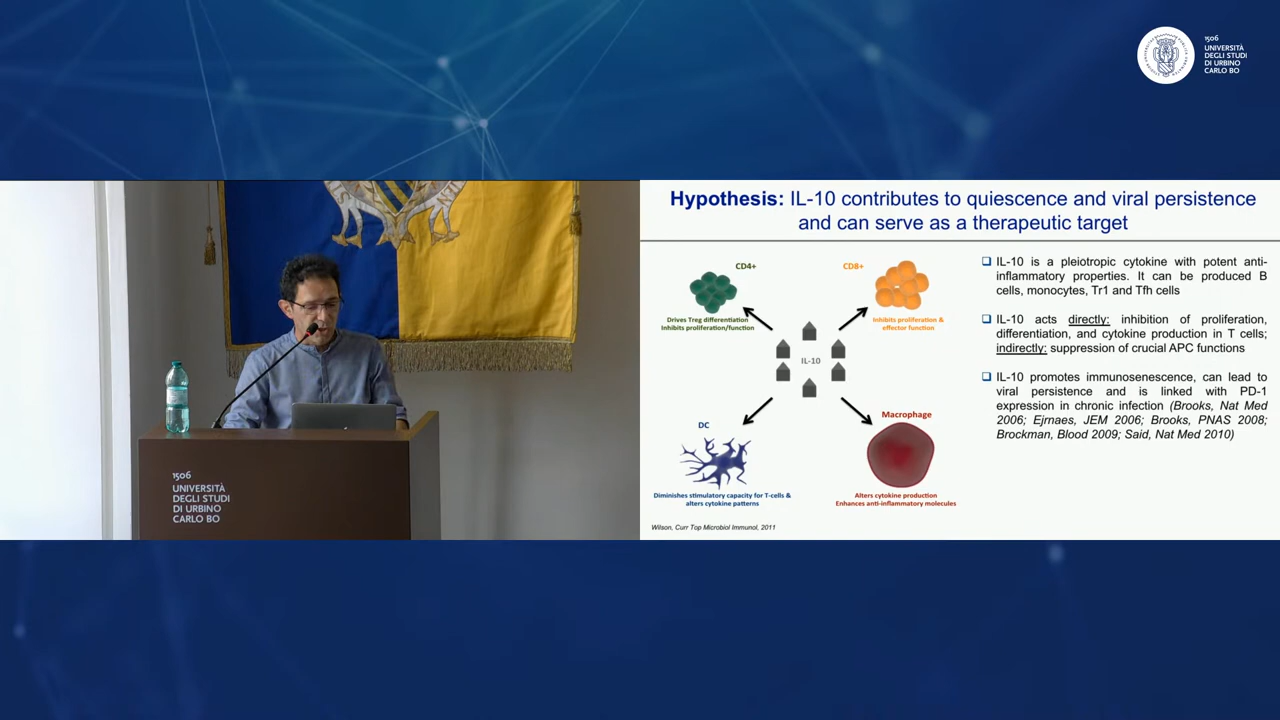 1506
UNIVERSITÀ
DEGLI STUDI
DI URBINO
CARLO BO
1506
UNIVERSITÀ
DEGLI STUDI
DI URBINO
CARLO BO
Hypothesis: IL-10 contributes to quiescence and viral persistence
and can serve as a therapeutic target
CD4+
Drives Treg differentiation
Inhibits proliferation/function
CD8+
Inhibits proliferation &
effector function
IL-10
DC
Diminishes stimulatory capacity for T-cells &
alters cytokine patterns
Macrophage
Alters cytokine production
Enhances anti-inflammatory molecules
Wilson, Curr Top Microbiol Immunol, 2011
IL-10 is a pleiotropic cytokine with potent anti-
inflammatory properties. It can be produced B
cells, monocytes, Tr1 and Tfh cells
IL-10 acts directly: inhibition of proliferation,
differentiation, and cytokine production in T cells;
indirectly: suppression of crucial APC functions
IL-10 promotes immunosenescence, can lead to
viral persistence and is linked with PD-1
expression in chronic infection (Brooks, Nat Med
2006; Ejrnaes, JEM 2006; Brooks, PNAS 2008;
Brockman, Blood 2009; Said, Nat Med 2010)